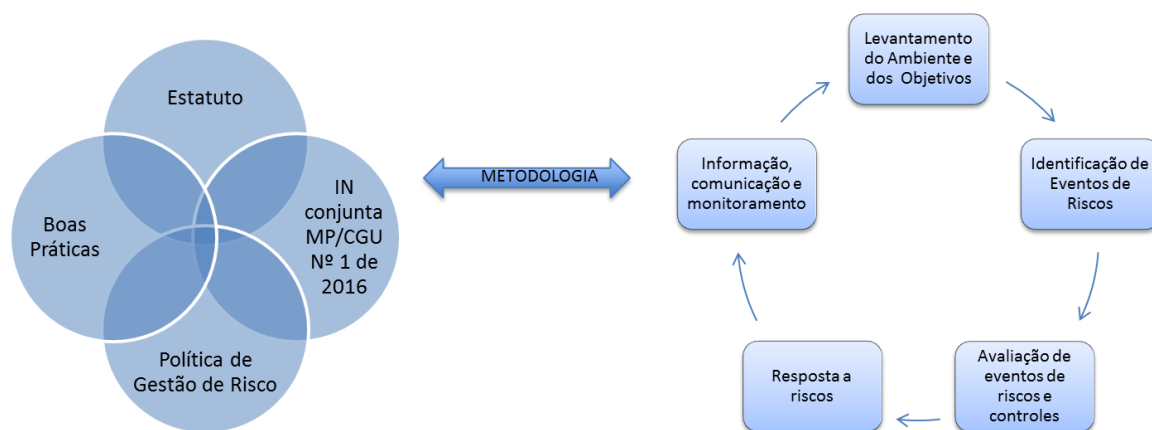 Estatuto
Boas
Práticas
IN
conjunta
MP/CGU
Nº 1 de
2016
Política de
Gestão de Risco
METODOLOGIA
Levantamento
do Ambiente e
dos Objetivos
Identificação de
Eventos de
Riscos
Avaliação de
eventos de
riscos e
controles
Resposta a
riscos
Informação,
comunicação e
monitoramento